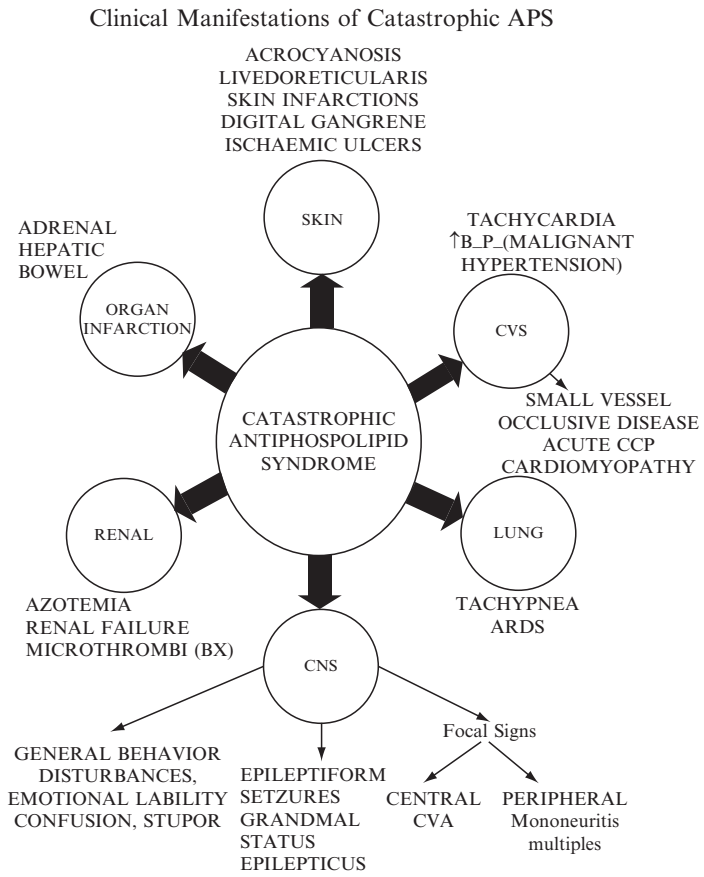 Clinical Manifestations of Catastrophic APS
ACROCYANOSIS
LIVEDORETICULARIS
SKIN INFARCTIONS
DIGITAL GANGRENE
ISCHAEMIC ULCERS
SKIN
ADRENAL
HEPATIC
BOWEL
ORGAN
INFARCTION
TACHYCARDIA
↑B_P_(MALIGNANT
HYPERTENSION)
CVS
SMALL VESSEL
OCCLUSIVE DISEASE
ACUTE CCP
CARDIOMYOPATHY
CATASTROPHIC
ANTIPHOSPOLIPID
SYNDROME
RENAL
AZOTEMIA
RENAL FAILURE
MICROTHROMBI (BX)
LUNG
TACHYPNEA
ARDS
CNS
GENERAL BEHAVIOR
DISTURBANCES,
EMOTIONAL LABILITY
CONFUSION, STUPOR
EPILEPTIFORM
SETZURES
GRANDMAL
STATUS
EPILEPTICUS
Focal Signs
CENTRAL
CVA
PERIPHERAL
Mononeuritis
multiples